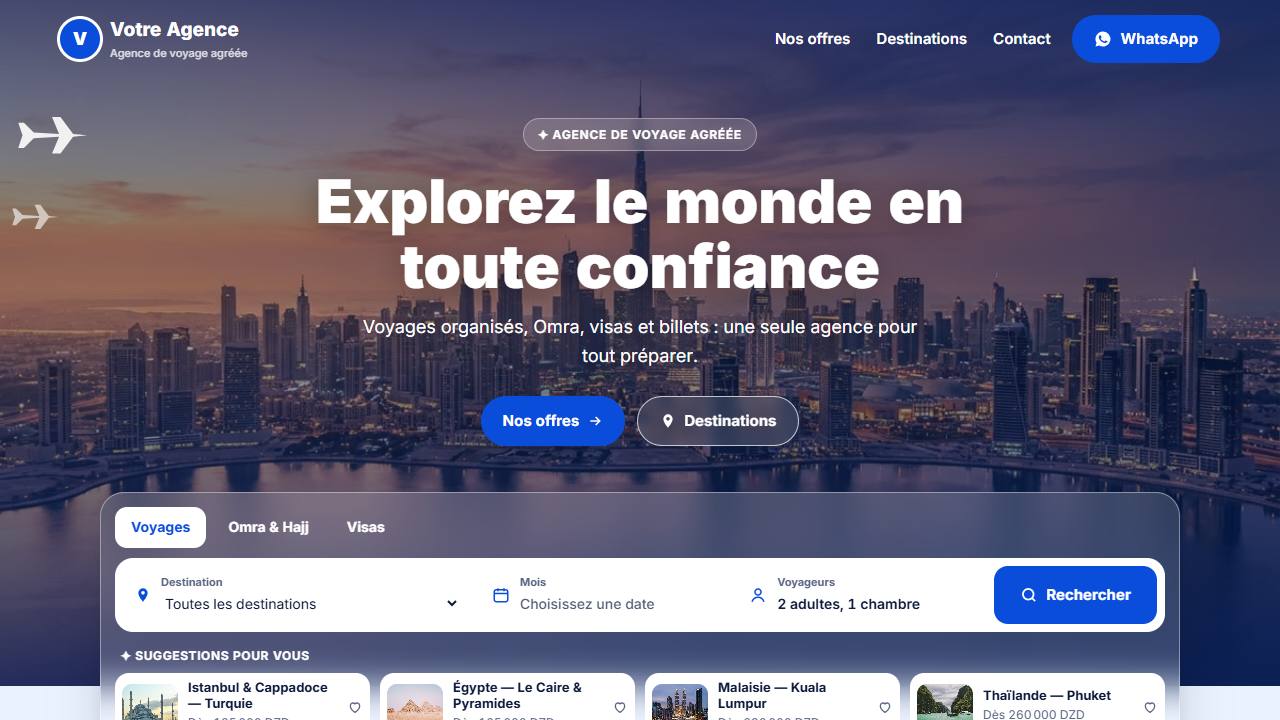 V
Votre Agence
Agence de voyage agréée
Nos offres
Destinations
Contact
WhatsApp
✦ AGENCE DE VOYAGE AGRÉÉE
Explorez le monde en
toute confiance
Voyages organisés, Omra, visas et billets : une seule agence pour
tout préparer.
Nos offres →
Destinations
Voyages
Omra & Hajj
Visas
Destination
Toutes les destinations
Mois
Choisissez une date
Voyageurs
2 adultes, 1 chambre
Rechercher
✦ SUGGESTIONS POUR VOUS
Istanbul & Cappadoce
— Turquie
Égypte — Le Caire &
Pyramides
Malaisie — Kuala
Lumpur
Thaïlande — Phuket
Dès 260 000 DZD